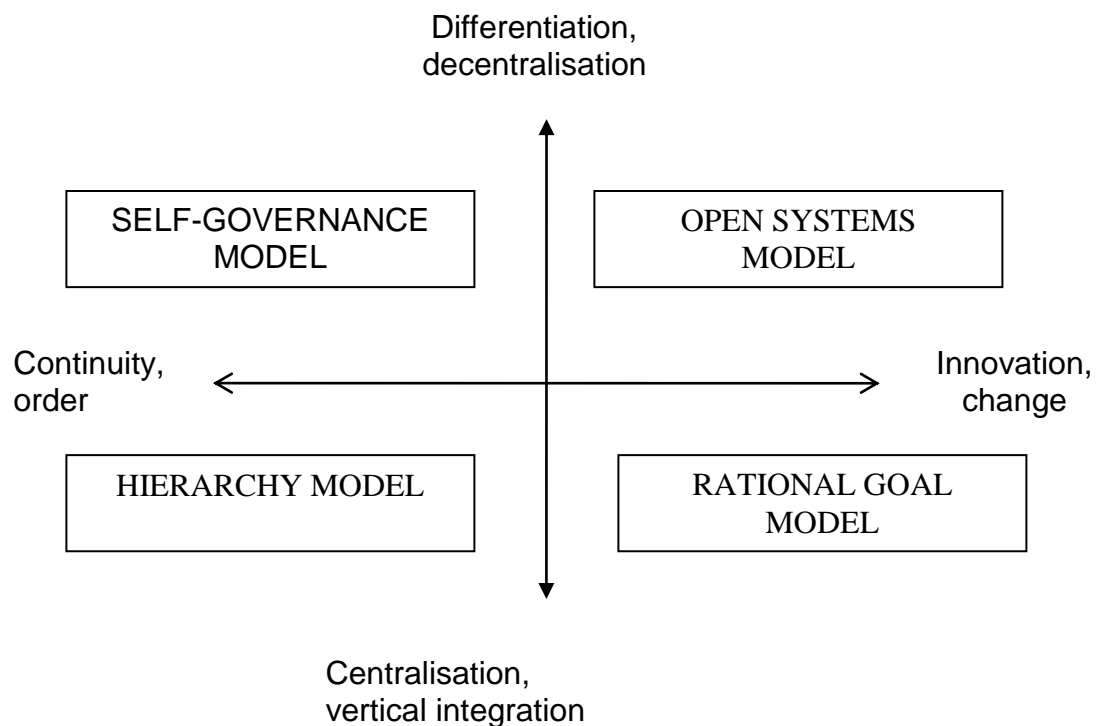 Differentiation,
decentralisation
SELF-GOVERNANCE
MODEL
OPEN SYSTEMS
MODEL
Continuity,
order
Innovation,
change
HIERARCHY MODEL
RATIONAL GOAL
MODEL
Centralisation,
vertical integration